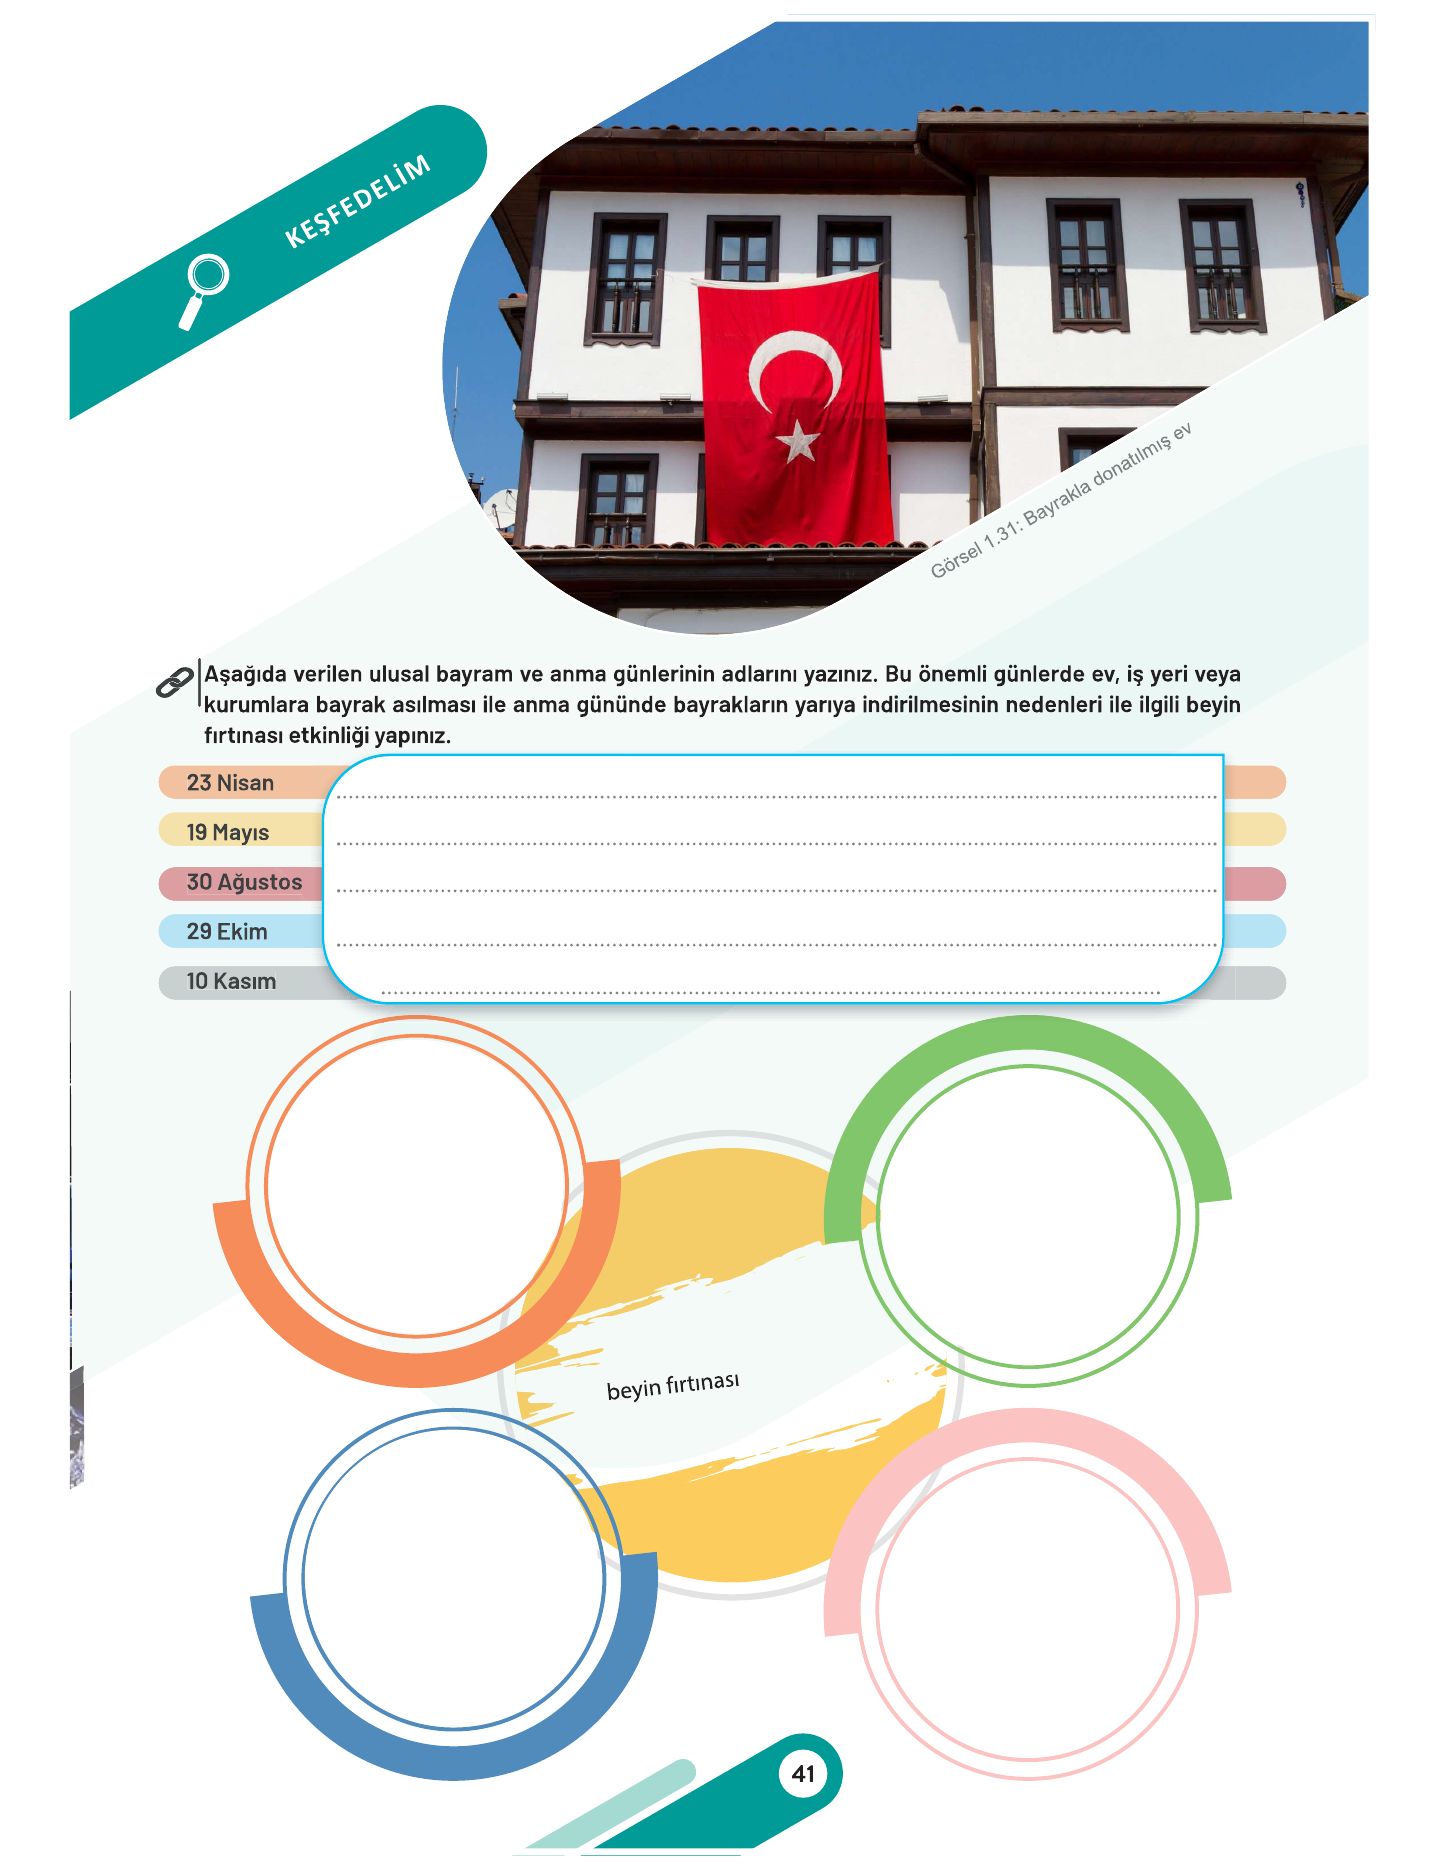 KEŞFEDELİM
Görsel 1.31: Bayrakla donatılmış ev
Aşağıda verilen ulusal bayram ve anma günlerinin adlarını yazınız. Bu önemli günlerde ev, iş yeri veya
kurumlara bayrak asılması ile anma gününde bayrakların yarıya indirilmesinin nedenleri ile ilgili beyin
fırtınası etkinliği yapınız.
23 Nisan
19 Mayıs
30 Ağustos
29 Ekim
10 Kasım
beyin fırtınası
41